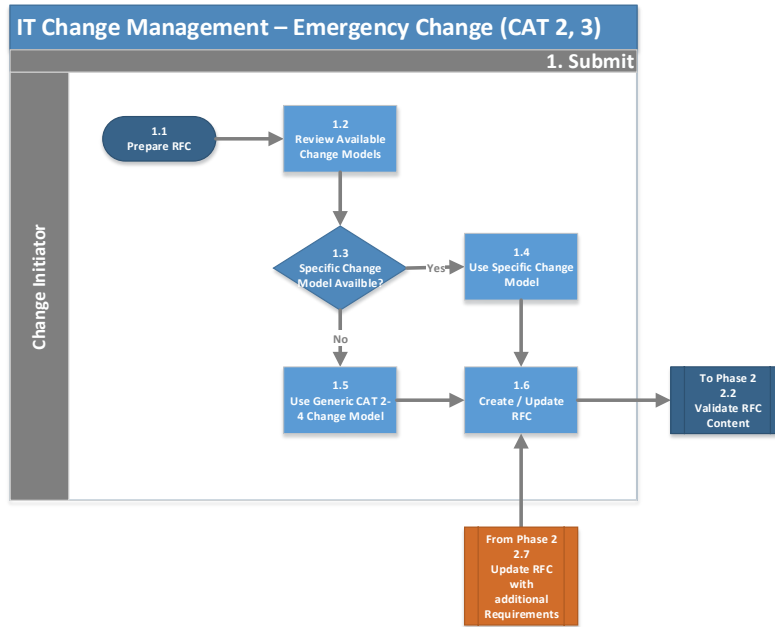 IT Change Management – Emergency Change (CAT 2, 3)
1. Submit
Change Initiator
1.1
Prepare RFC
1.2
Review Available
Change Models
1.3
Specific Change
Model Availble?
Yes
1.4
Use Specific Change
Model
No
1.5
Use Generic CAT 2-
4 Change Model
1.6
Create / Update
RFC
To Phase 2
2.2
Validate RFC
Content
From Phase 2
2.7
Update RFC
with
additional
Requirements